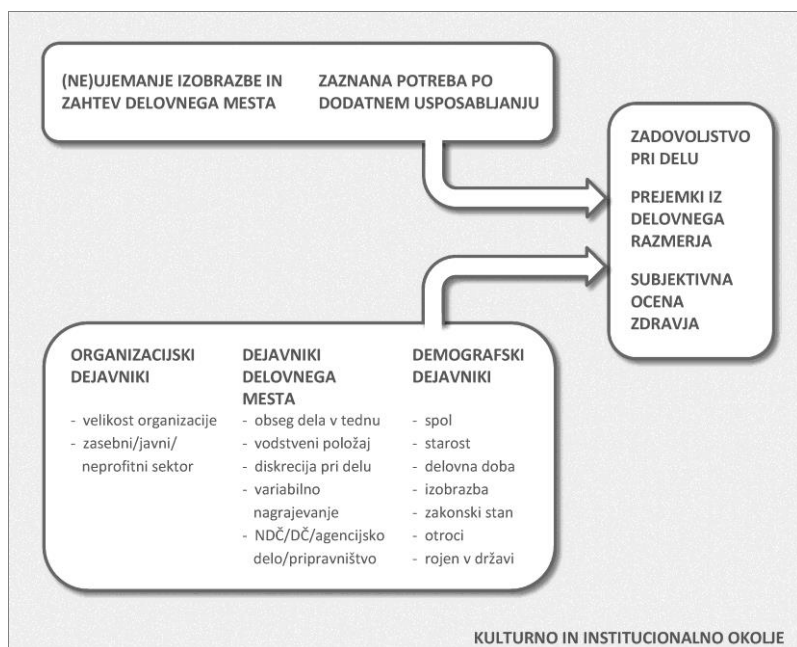 (NE)UJEMANJE IZOBRAZBE IN
ZAHTEV DELOVNEGA MESTA
ZAZNANA POTREBA PO
DODATNEM USPOSABLJANJU
ZADOVOLJSTVO
PRI DELU
PREJEMKI IZ
DELOVNEGA
RAZMERJA
SUBJEKTIVNA
OCENA
ZDRAVJA
ORGANIZACIJSKI
DEJAVNIKI
- velikost organizacije
- zasebni/javni/
neprofitni sektor
DEJAVNIKI
DELOVNEGA
MESTA
- obseg dela v tednu
- vodstveni položaj
- diskrecija pri delu
- variabilno
nagrajevanje
- NDČ/DČ/agencijsko
delo/pripravništvo
DEMOGRAFSKI
DEJAVNIKI
- spol
- starost
- delovna doba
- izobrazba
- zakonski stan
- otroci
- rojen v državi
KULTURNO IN INSTITUCIONALNO OKOLJE